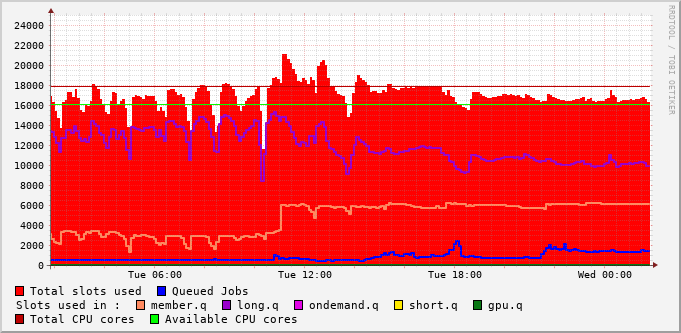 24000
22000
20000
18000
16000
14000
12000
10000
8000
6000
4000
2000
0
Tue 06:00 Tue 12:00 Tue 18:00 Wed 00:00
Total slots used Queued Jobs
Slots used in : member.q long.q ondemand.q short.q gpu.q
Total CPU cores Available CPU cores
RRDTOOL / TOBI OETIKER